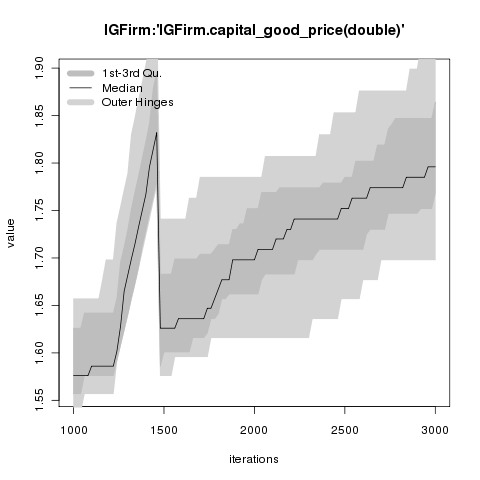 IGFirm:'IGFirm.capital_good_price(double)'
1st-3rd Qu.
Median
Outer Hinges
value
1.90
1.85
1.80
1.75
1.70
1.65
1.60
1.55
1000 1500 2000 2500 3000
iterations